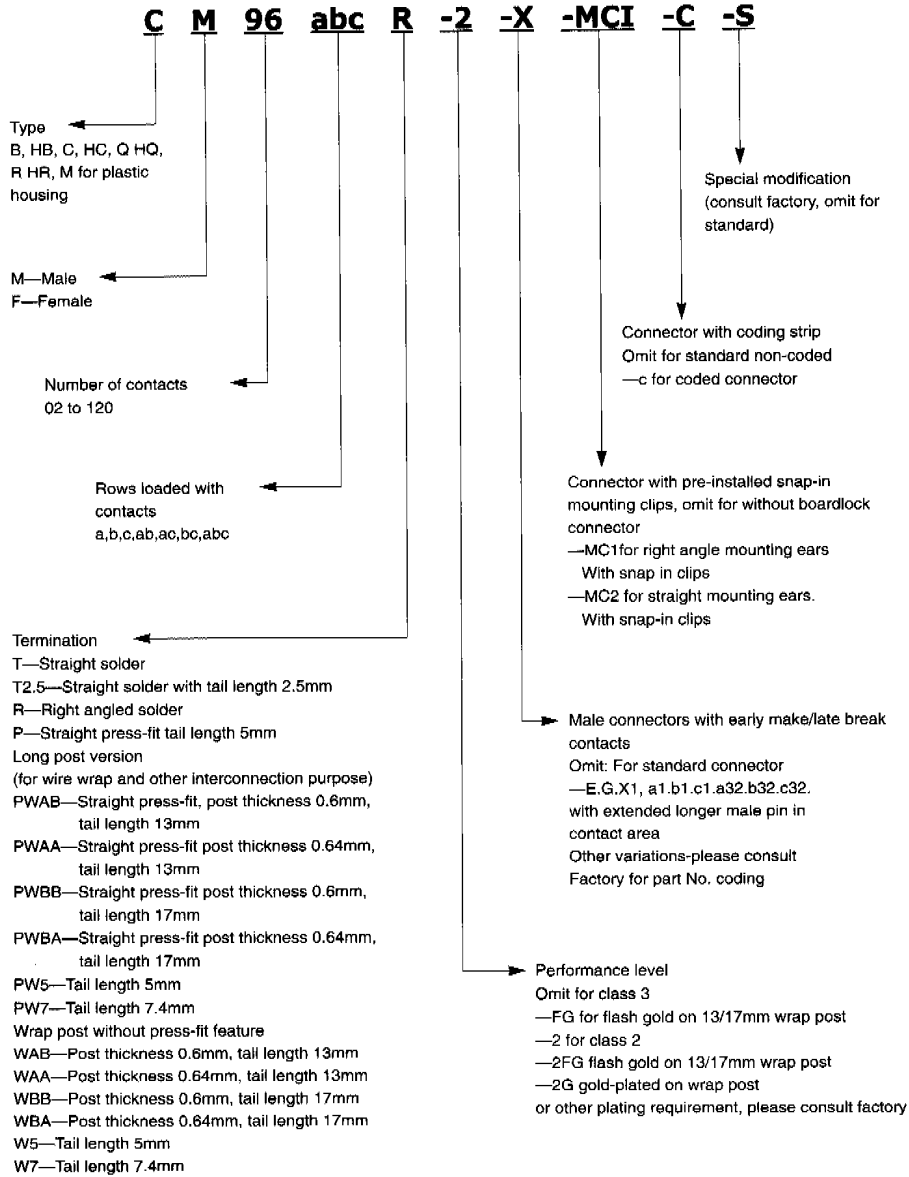 C M 96 abc R -2 -X -MCI -C -S
Type
B, HB, C, HC, Q HQ,
R HR, M for plastic
housing
M—Male
F—Female
Number of contacts
02 to 120
Rows loaded with
contacts
a,b,c,ab,ac,bc,abc
Termination
T—Straight solder
T2.5—Straight solder with tail length 2.5mm
R—Right angled solder
P—Straight press-fit tail length 5mm
Long post version
(for wire wrap and other interconnection purpose)
PWAB—Straight press-fit, post thickness 0.6mm,
tail length 13mm
PWAA—Straight press-fit post thickness 0.64mm,
tail length 13mm
PWBB—Straight press-fit post thickness 0.6mm,
tail length 17mm
PWBA—Straight press-fit post thickness 0.64mm,
tail length 17mm
PW5—Tail length 5mm
PW7—Tail length 7.4mm
Wrap post without press-fit feature
WAB—Post thickness 0.6mm, tail length 13mm
WAA—Post thickness 0.64mm, tail length 13mm
WBB—Post thickness 0.6mm, tail length 17mm
WBA—Post thickness 0.64mm, tail length 17mm
W5—Tail length 5mm
W7—Tail length 7.4mm
Special modification
(consult factory, omit for
standard)
Connector with coding strip
Omit for standard non-coded
—c for coded connector
Connector with pre-installed snap-in
mounting clips, omit for without boardlock
connector
—MC1for right angle mounting ears
With snap in clips
—MC2 for straight mounting ears.
With snap-in clips
Male connectors with early make/late break
contacts
Omit: For standard connector
—E.G.X1, a1.b1.c1.a32.b32.c32.
with extended longer male pin in
contact area
Other variations-please consult
Factory for part No. coding
Performance level
Omit for class 3
—FG for flash gold on 13/17mm wrap post
—2 for class 2
—2FG flash gold on 13/17mm wrap post
—2G gold-plated on wrap post
or other plating requirement, please consult factory